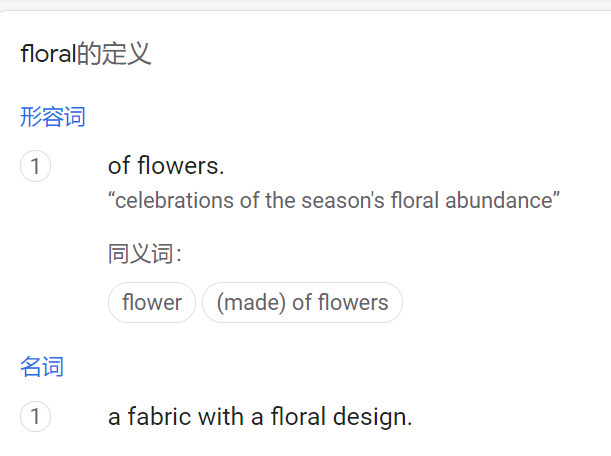 floral的定义
形容词
1 of flowers.
“celebrations of the season's floral abundance”
同义词：
flower (made) of flowers
名词
1 a fabric with a floral design.